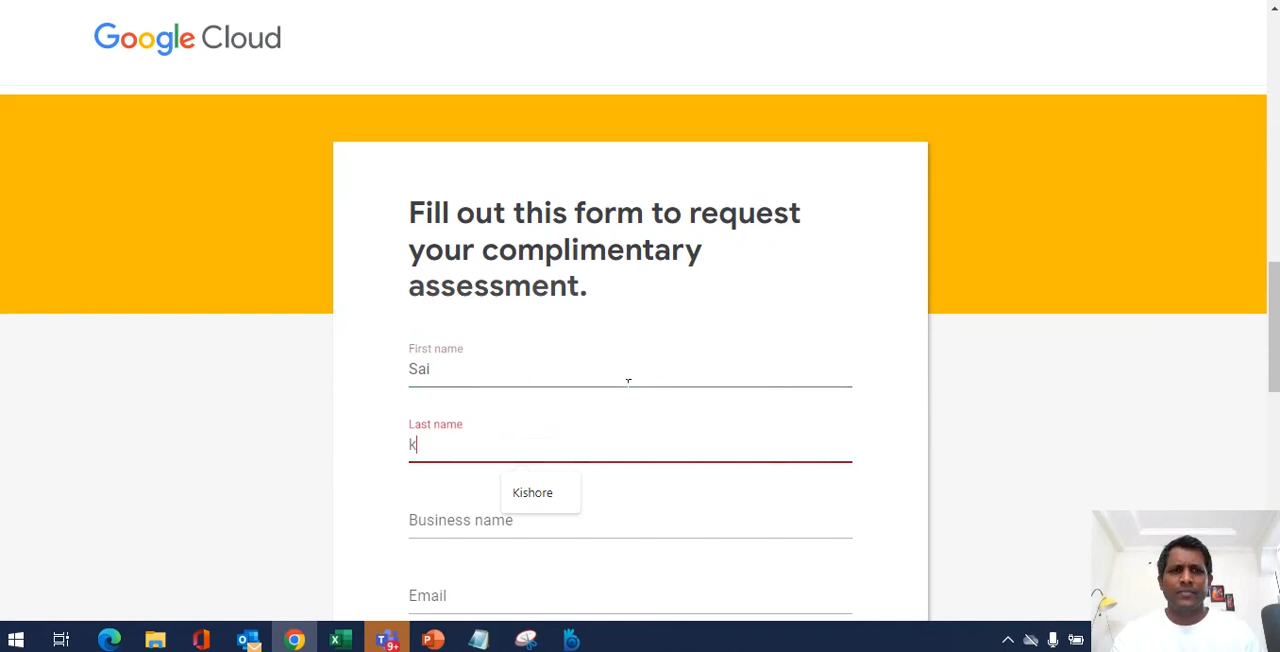 Google Cloud
Fill out this form to request
your complimentary
assessment.
First name
Sai
Last name
k
Kishore
Business name
Email
9+